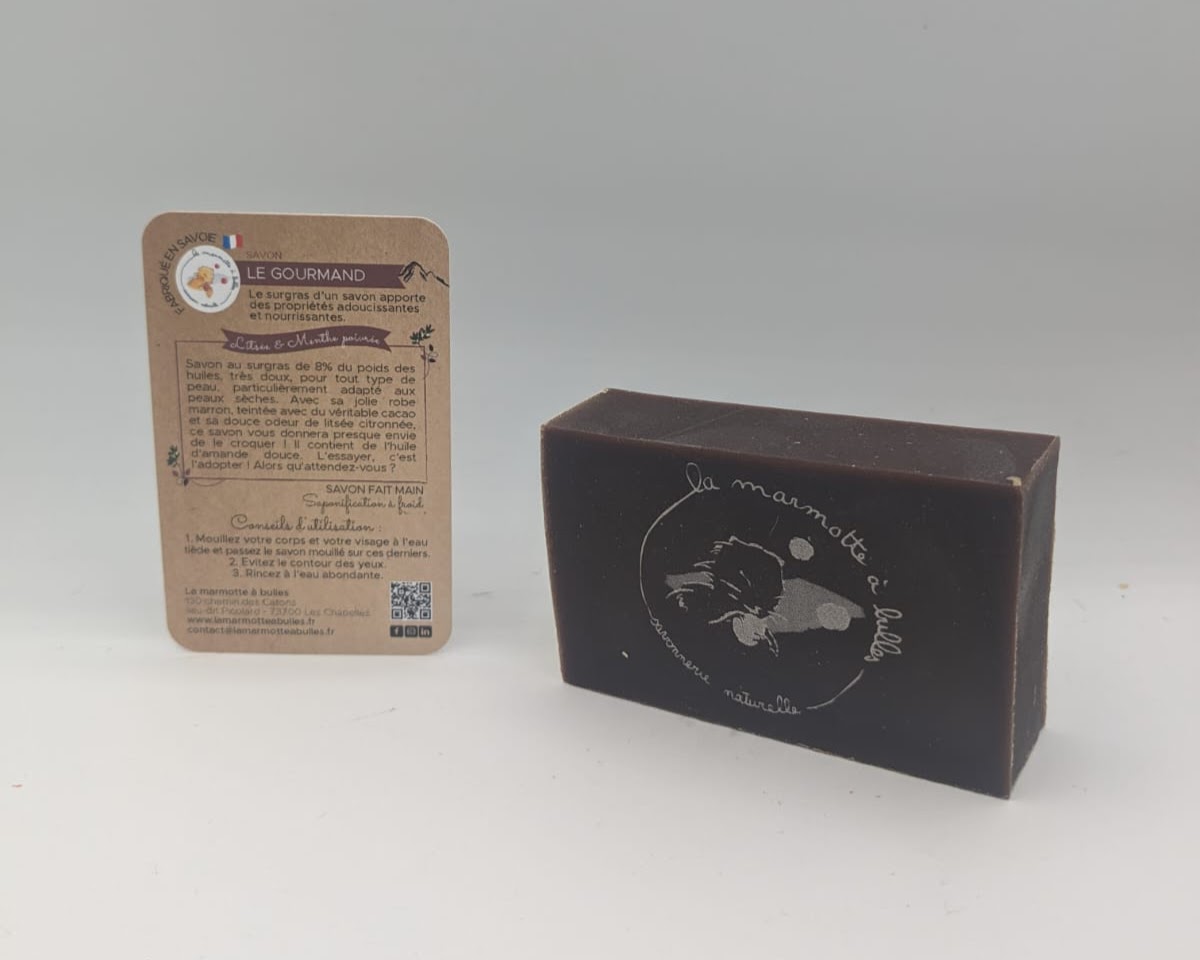 FABRIQUÉ EN SAVOIE
SAVON
LE GOURMAND
Le surgras d'un savon apporte
des propriétés adoucissantes
et nourrissantes.
Litsée & Menthe poivrée
Savon au surgras de 8% du poids des
huiles, très doux, pour tout type de
peau, particulièrement adapté aux
peaux sèches. Avec sa jolie robe
marron, teintée avec du véritable cacao
et sa douce odeur de litsée citronnée,
ce savon vous donnera presque envie
de le croquer ! Il contient de l'huile
d'amande douce. L'essayer, c'est
l'adopter ! Alors qu'attendez-vous ?
SAVON FAIT MAIN
Saponification à froid
Conseils d'utilisation :
1. Mouillez votre corps et votre visage à l'eau
tiède et passez le savon mouillé sur ces derniers.
2. Evitez le contour des yeux.
3. Rincez à l'eau abondante.
La marmotte à bulles
chemin des
lieu-dit Picolard - 73700 Les Chapelles
www.lamarmotteabulles.fr
contact@lamarmotteabulles.fr
la marmotte à bulles
savonnerie naturelle